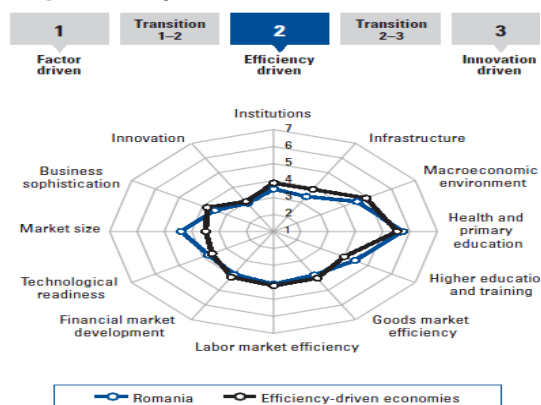 1
Transition
1–2
2
Transition
2–3
3
Factor
driven
Efficiency
driven
Innovation
driven
Institutions
7
6
5
4
3
2
1
Innovation
Infrastructure
Business
sophistication
Macroeconomic
environment
Market size
Health and
primary
education
Technological
readiness
Higher education
and training
Financial market
development
Goods market
efficiency
Labor market efficiency
Romania
Efficiency-driven economies